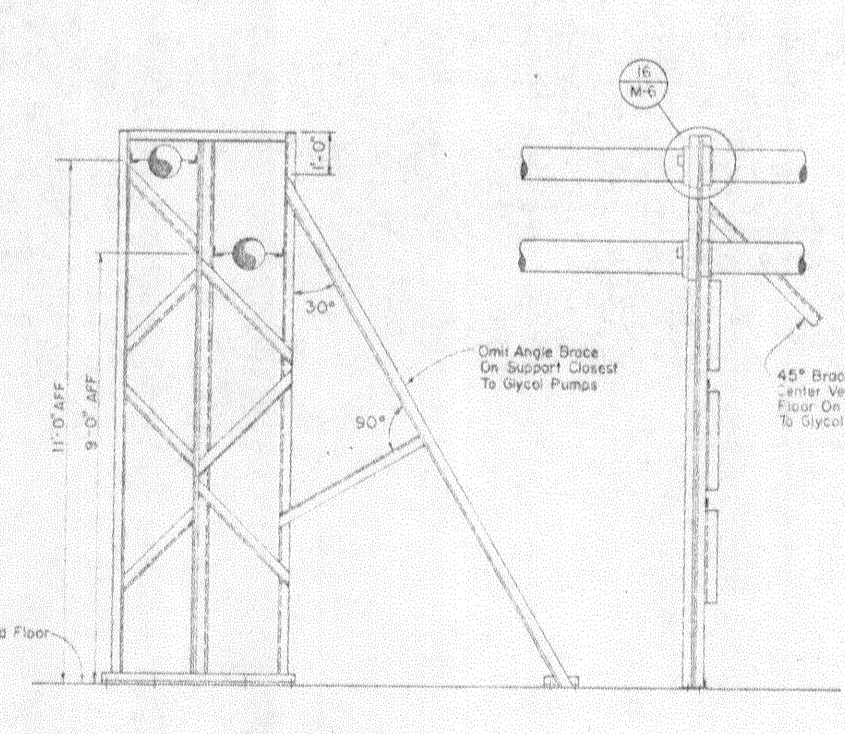 16
M-6
1'-0"
30°
11'-0" AFF
9'-0" AFF
Omit Angle Brace
On Support Closest
To Glycol Pumps
90°
45° Brac
Center Ve
Floor On
To Glycol
d Floor